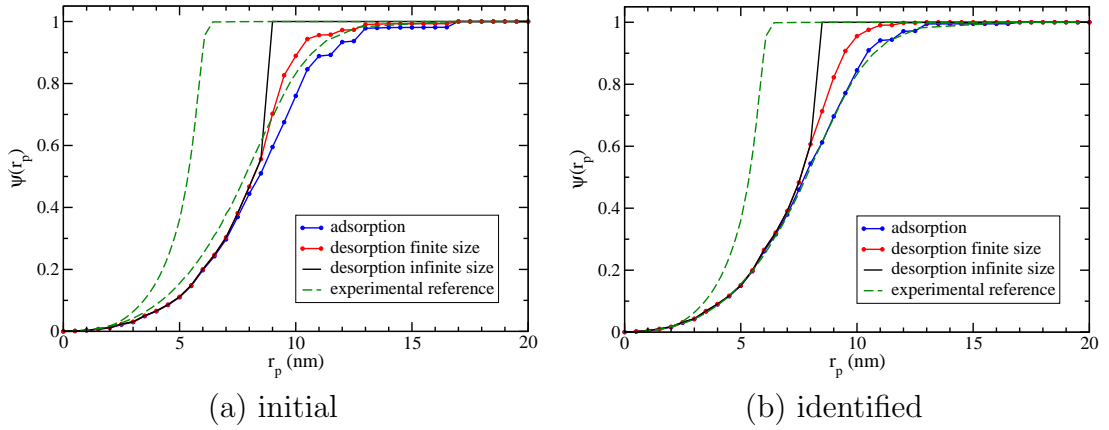 1
0.8
0.6
0.4
0.2
0
0 5 10 15 20
Ψ(r_p)
r_p (nm)
adsorption
desorption finite size
desorption infinite size
experimental reference
(a) initial
1
0.8
0.6
0.4
0.2
0
0 5 10 15 20
Ψ(r_p)
r_p (nm)
adsorption
desorption finite size
desorption infinite size
experimental reference
(b) identified